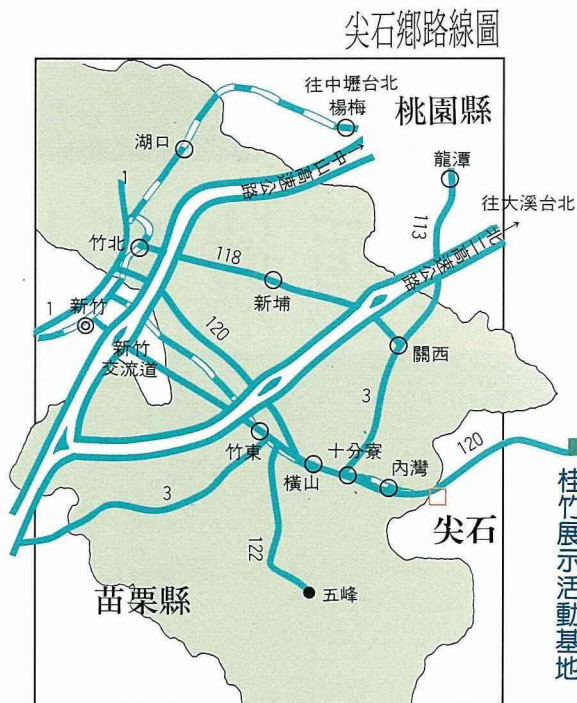 尖石鄉路線圖
往中壢台北
楊梅
桃園縣
湖口
龍潭
中山高速公路
往大溪台北
1
113
北二高速公路
竹北
118
新埔
1
新竹
120
關西
新竹
交流道
3
竹東
十分寮
120
橫山
內灣
3
尖石
122
桂竹展示活動基地
苗栗縣
五峰